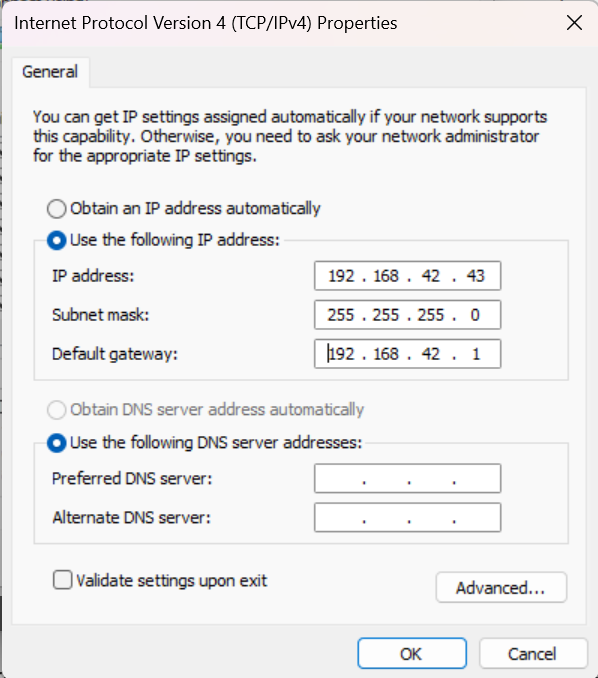 Internet Protocol Version 4 (TCP/IPv4) Properties
General
You can get IP settings assigned automatically if your network supports
this capability. Otherwise, you need to ask your network administrator
for the appropriate IP settings.
Obtain an IP address automatically
Use the following IP address:
IP address: 192 . 168 . 42 . 43
Subnet mask: 255 . 255 . 255 . 0
Default gateway: 192 . 168 . 42 . 1
Obtain DNS server address automatically
Use the following DNS server addresses:
Preferred DNS server: . . .
Alternate DNS server: . . .
Validate settings upon exit
Advanced...
OK Cancel